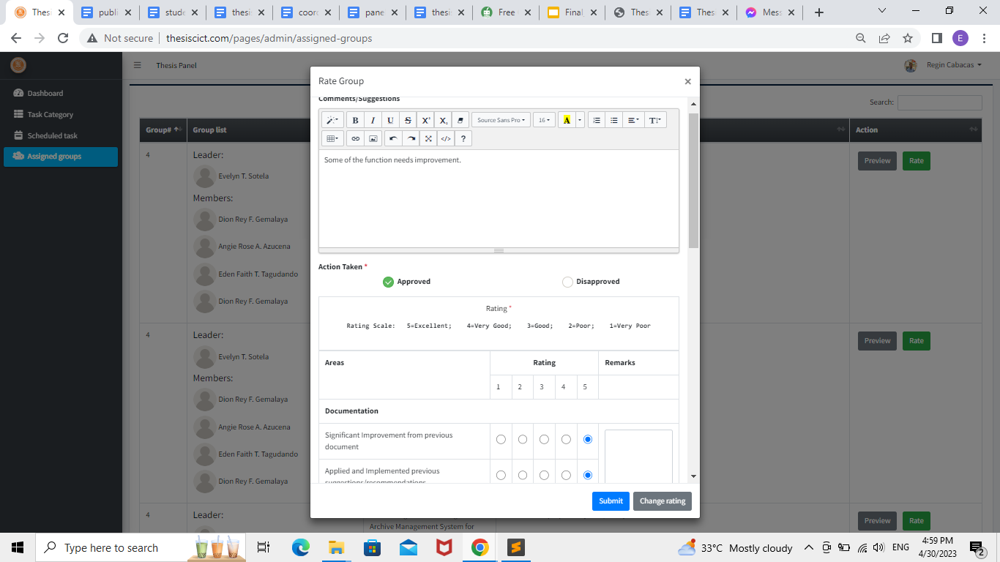 Thesi
publi
stude
thesis
coord
pane
thesis
Free
Final
Thes
Thes
Mess
Not secure
thesiscict.com/pages/admin/assigned-groups
E
Thesis Panel
Regin Cabacas
Dashboard
Task Category
Scheduled task
Assigned groups
Search:
Group#
Group list
Action
4
Leader:
Evelyn T. Sotela
Members:
Dion Rey F. Gemalaya
Angie Rose A. Azucena
Eden Faith T. Tagudando
Dion Rey F. Gemalaya
Preview Rate
4
Leader:
Evelyn T. Sotela
Members:
Dion Rey F. Gemalaya
Angie Rose A. Azucena
Eden Faith T. Tagudando
Dion Rey F. Gemalaya
Preview Rate
4
Leader:
Archive Management System for
Preview Rate
Rate Group ×
Comments/Suggestions
B I U S X² X₂ Source Sans Pro 16 A T
</> ?
Some of the function needs improvement.
Action Taken *
Approved Disapproved
Rating *
Rating Scale: 5=Excellent; 4=Very Good; 3=Good; 2=Poor; 1=Very Poor
Areas Rating Remarks
1 2 3 4 5
Documentation
Significant Improvement from previous
document
Applied and Implemented previous
suggestions/recommendations
Submit Change rating
Type here to search
33°C Mostly cloudy
ENG
4:59 PM
4/30/2023
2